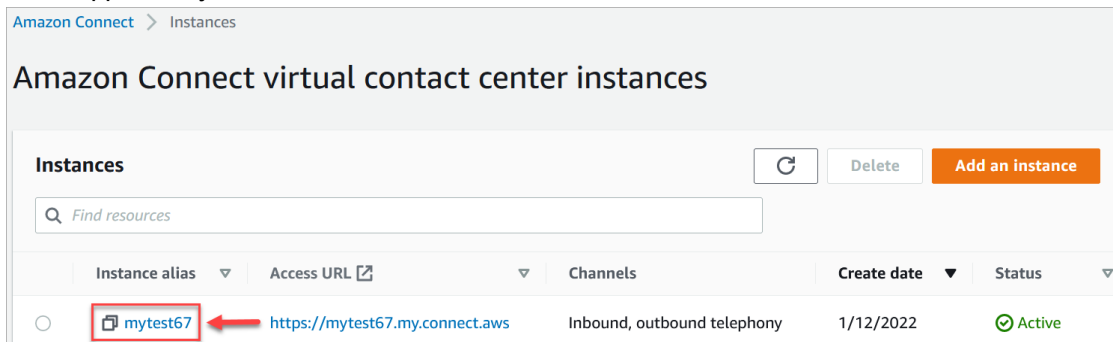 Amazon Connect > Instances
Amazon Connect virtual contact center instances
Instances
Delete
Add an instance
Find resources
Instance alias Access URL Channels Create date Status
mytest67 https://mytest67.my.connect.aws Inbound, outbound telephony 1/12/2022 Active